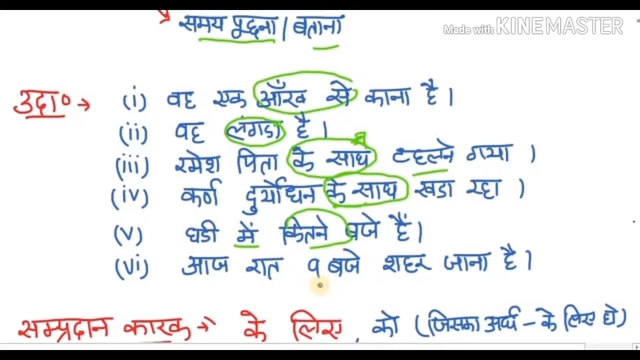 Made with KINEMASTER
समय पूछना / बताना
उदा० → (i) वह एक आँख से काना है।
(ii) वह लंगडा है।
(iii) रमेश पिता के साथ टहलने गया।
(iv) कर्ण दुर्योधन के साथ खडा रहा।
(v) घडी में कितने बजे हैं।
(vi) आज रात 9 बजे शहर जाना है।
सम्प्रदान कारक → के लिए, को (जिसका अर्थ - के लिए हो)